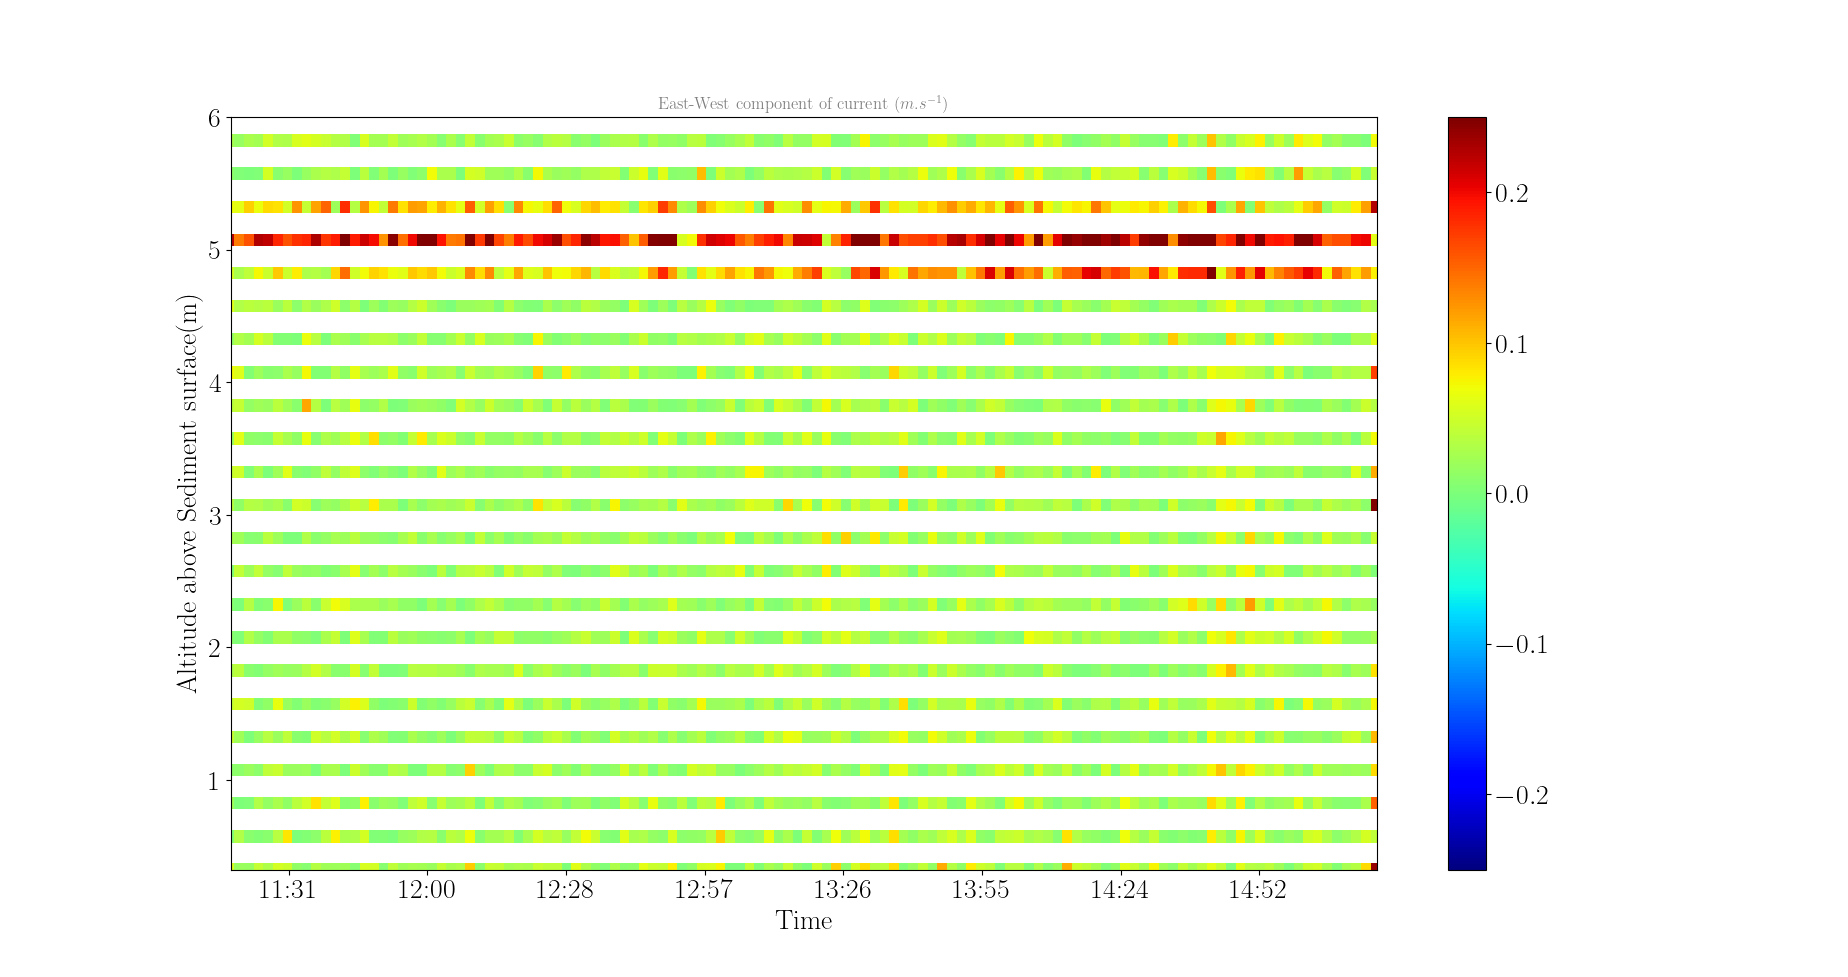 East-West component of current (m.s⁻¹)
6
5
4
3
2
1
Altitude above Sediment surface(m)
11:31 12:00 12:28 12:57 13:26 13:55 14:24 14:52
Time
0.2
0.1
0.0
−0.1
−0.2